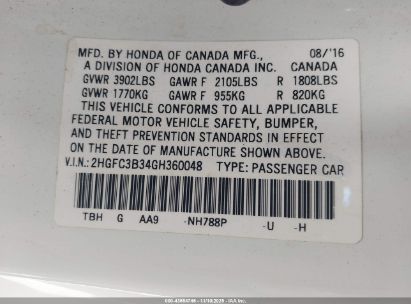 MFD. BY HONDA OF CANADA MFG., 08/'16
A DIVISION OF HONDA CANADA INC. CANADA
GVWR 3902LBS GAWR F 2105LBS R 1808LBS
GVWR 1770KG GAWR F 955KG R 820KG
THIS VEHICLE CONFORMS TO ALL APPLICABLE
FEDERAL MOTOR VEHICLE SAFETY, BUMPER,
AND THEFT PREVENTION STANDARDS IN EFFECT
ON THE DATE OF MANUFACTURE SHOWN ABOVE.
V.I.N.: 2HGFC3B34GH360048 TYPE: PASSENGER CAR
TBH G AA9 -NH788P -U -H